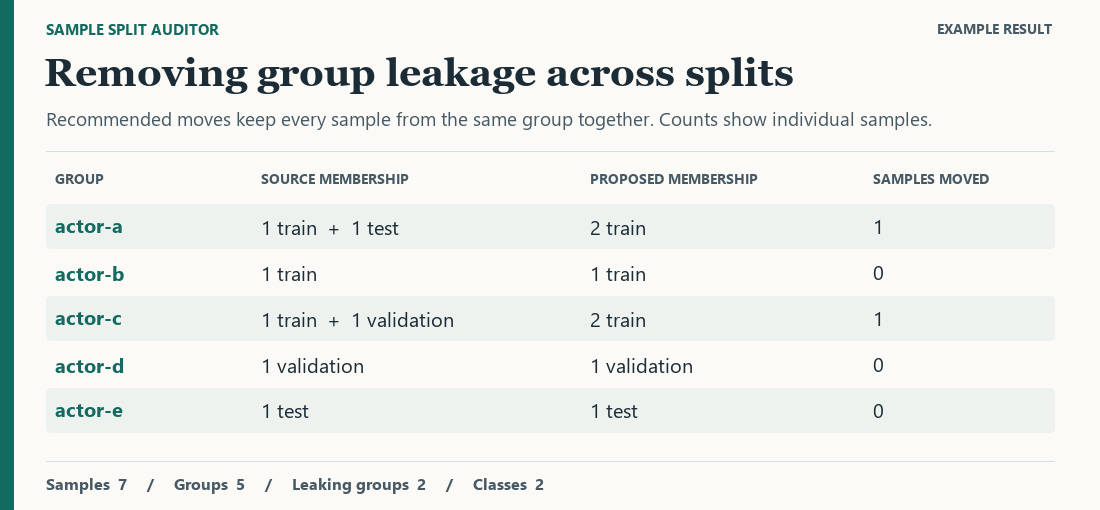 SAMPLE SPLIT AUDITOR EXAMPLE RESULT
Removing group leakage across splits
Recommended moves keep every sample from the same group together. Counts show individual samples.
GROUP SOURCE MEMBERSHIP PROPOSED MEMBERSHIP SAMPLES MOVED
actor-a 1 train + 1 test 2 train 1
actor-b 1 train 1 train 0
actor-c 1 train + 1 validation 2 train 1
actor-d 1 validation 1 validation 0
actor-e 1 test 1 test 0
Samples 7 / Groups 5 / Leaking groups 2 / Classes 2